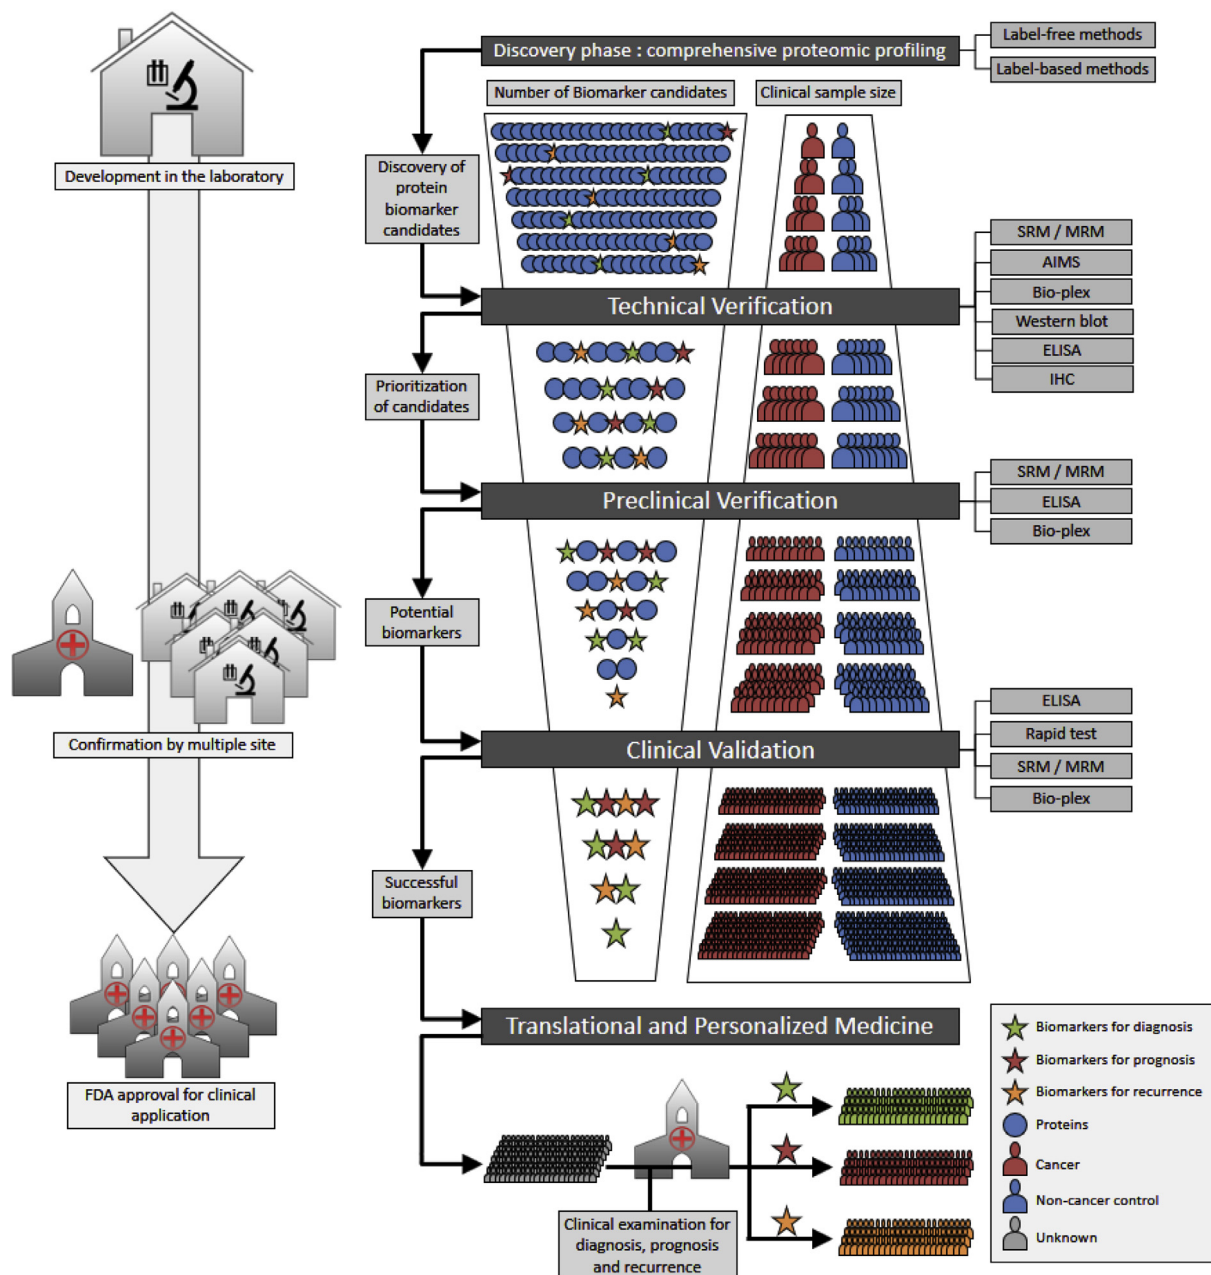 Discovery phase : comprehensive proteomic profiling
Label-free methods
Label-based methods
Number of Biomarker candidates
Clinical sample size
Development in the laboratory
Discovery of
protein
biomarker
candidates
Technical Verification
SRM / MRM
AIMS
Bio-plex
Western blot
ELISA
IHC
Prioritization
of candidates
Preclinical Verification
SRM / MRM
ELISA
Bio-plex
Potential
biomarkers
Confirmation by multiple site
Clinical Validation
ELISA
Rapid test
SRM / MRM
Bio-plex
Successful
biomarkers
FDA approval for clinical
application
Translational and Personalized Medicine
Clinical examination for
diagnosis, prognosis
and recurrence
Biomarkers for diagnosis
Biomarkers for prognosis
Biomarkers for recurrence
Proteins
Cancer
Non-cancer control
Unknown